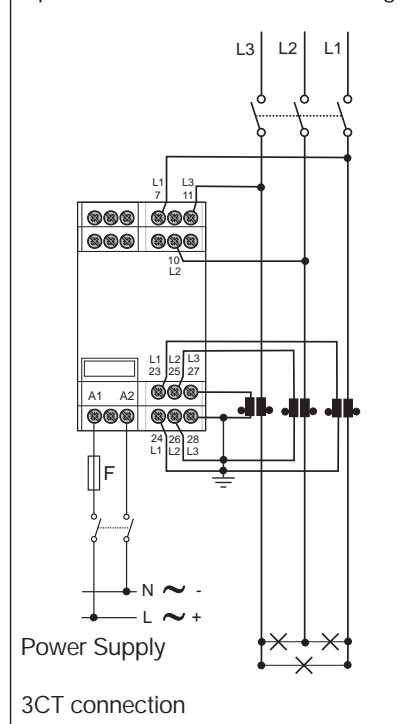 L3 L2 L1
L1 L3
7 11
10
L2
L1 L2 L3
23 25 27
A1 A2
24 26 28
L1 L2 L3
F
N ~ -
L ~ +
Power Supply
3CT connection